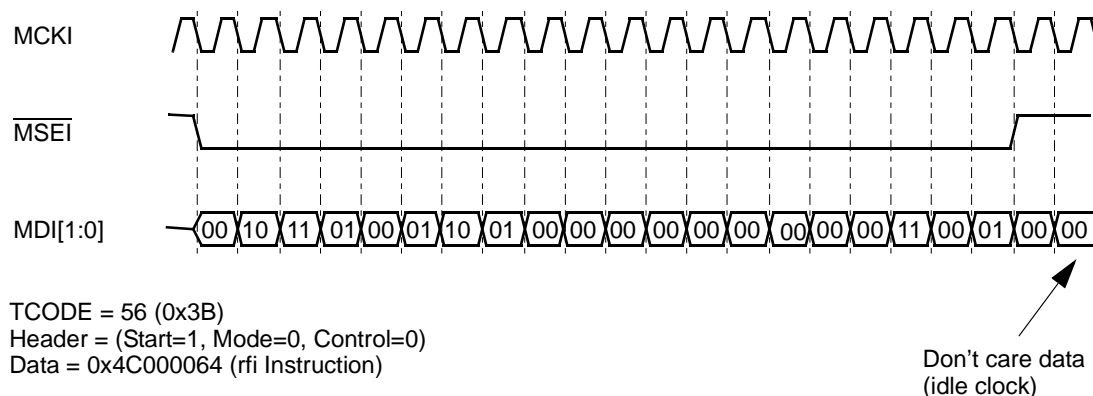 MCKI
MSEI
MDI[1:0]
00 10 11 01 00 01 10 01 00 00 00 00 00 00 00 00 00 11 00 01 00 00
TCODE = 56 (0x3B)
Header = (Start=1, Mode=0, Control=0)
Data = 0x4C000064 (rfi Instruction)
Don't care data
(idle clock)